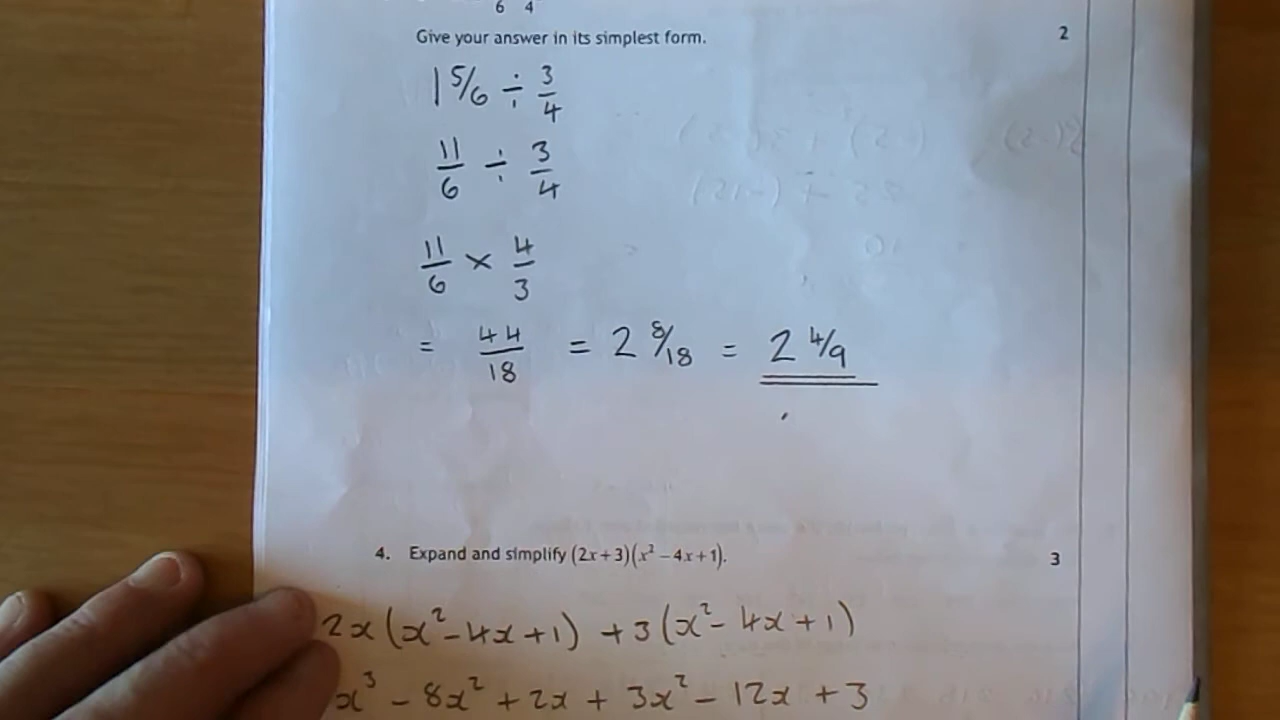 6 4
Give your answer in its simplest form. 2
1 5/6 ÷ 3/4
11/6 ÷ 3/4
11/6 × 4/3
= 44/18 = 2 8/18 = 2 4/9
4. Expand and simplify (2x+3)(x² − 4x+1). 3
2x(x² - 4x + 1) + 3(x² - 4x + 1)
x³ - 8x² + 2x + 3x² - 12x + 3